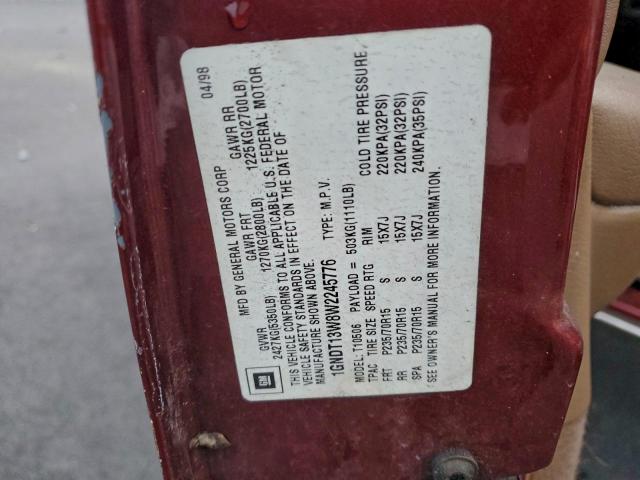 MFD BY GENERAL MOTORS CORP 04/98
GVWR GAWR FRT GAWR RR
2427KG(5350LB) 1270KG(2800LB) 1225KG(2700LB)
THIS VEHICLE CONFORMS TO ALL APPLICABLE U.S. FEDERAL MOTOR
VEHICLE SAFETY STANDARDS IN EFFECT ON THE DATE OF
MANUFACTURE SHOWN ABOVE.
1GNDT13W8W2245776 TYPE: M.P.V.
GM
MODEL: T10506 PAYLOAD = 503KG(1110LB)
TPAC TIRE SIZE SPEED RTG RIM COLD TIRE PRESSURE
FRT P235/70R15 S 15X7J 220KPA(32PSI)
RR P235/70R15 S 15X7J 220KPA(32PSI)
SPA P235/70R15 S 15X7J 240KPA(35PSI)
SEE OWNER'S MANUAL FOR MORE INFORMATION.